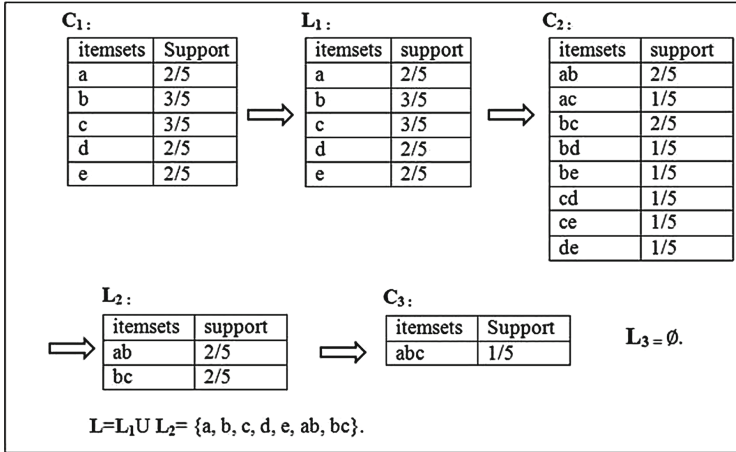 C₁:
itemsets Support
a 2/5
b 3/5
c 3/5
d 2/5
e 2/5
L₁:
itemsets support
a 2/5
b 3/5
c 3/5
d 2/5
e 2/5
C₂:
itemsets support
ab 2/5
ac 1/5
bc 2/5
bd 1/5
be 1/5
cd 1/5
ce 1/5
de 1/5
L₂:
itemsets support
ab 2/5
bc 2/5
C₃:
itemsets Support
abc 1/5
L₃ = ∅.
L=L₁U L₂= {a, b, c, d, e, ab, bc}.